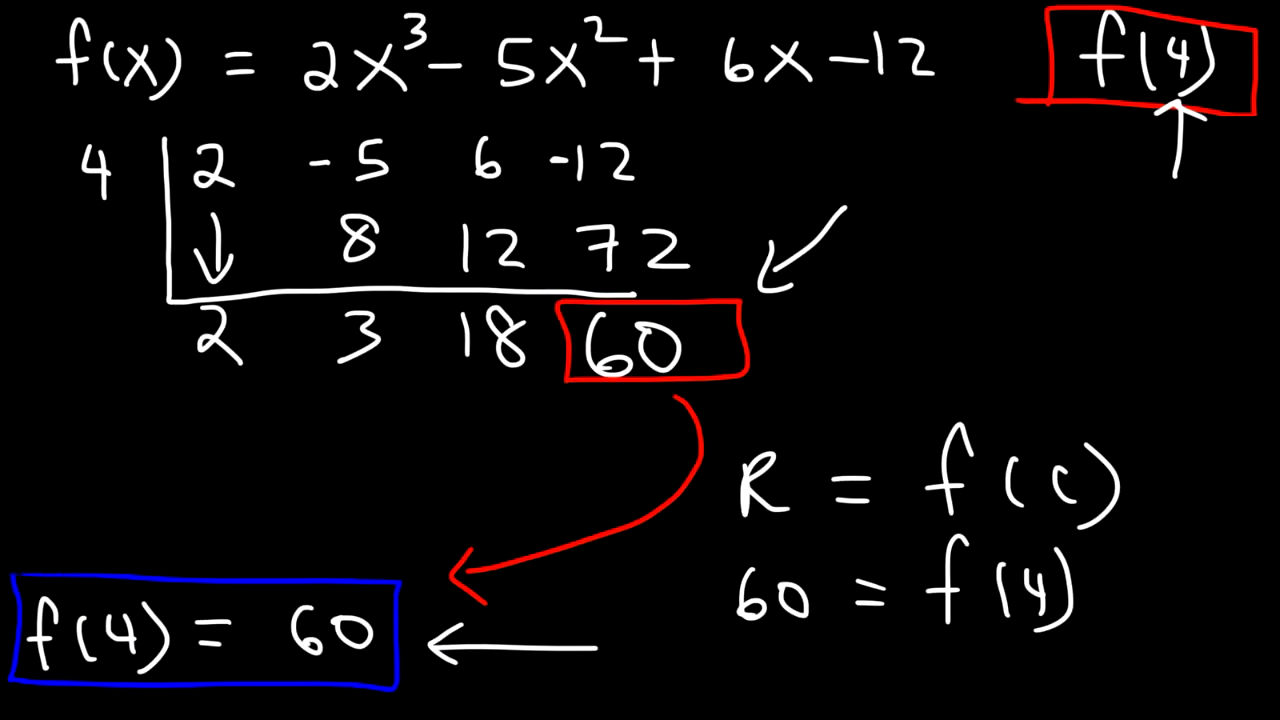 f(x) = 2x³ - 5x² + 6x - 12 f(4)
4 2 -5 6 -12
8 12 72
2 3 18 60
R = f(c)
60 = f(4)
f(4) = 60